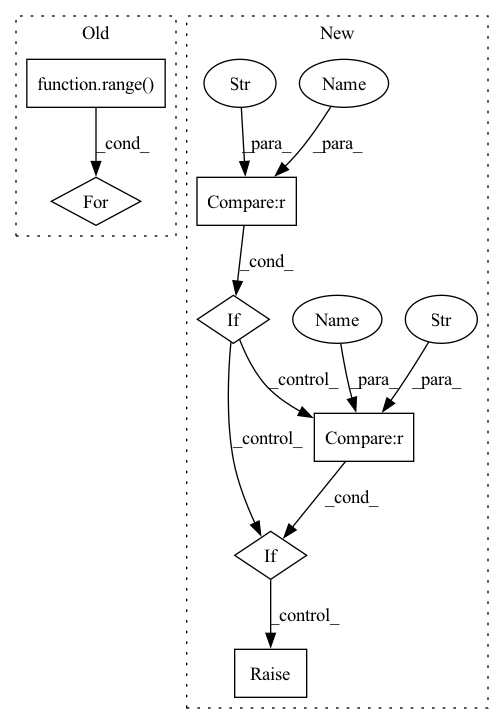 Old
New
function.range()
Str
Name
_cond_
_para_
_para_
For
Compare:r
_cond_
If
Name
Str
_control_
_para_
_para_
_control_
Compare:r
_cond_
If
_control_
Raise